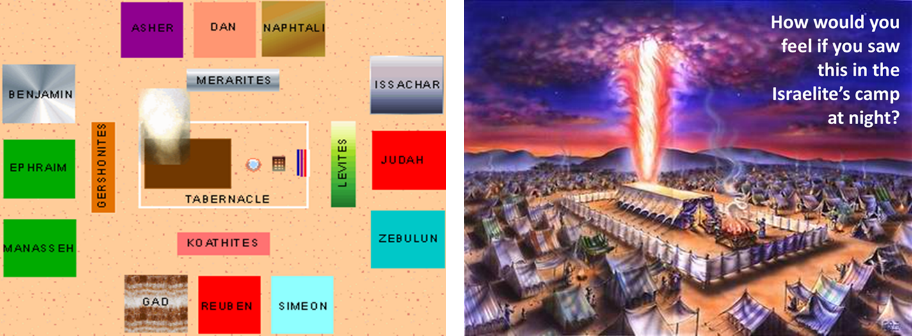 ASHER
DAN
NAPHTALI
BENJAMIN
MERARITES
ISSACHAR
EPHRAIM
GERSHONITES
LEVITES
JUDAH
TABERNACLE
MANASSEH
KOATHITES
ZEBULUN
GAD
REUBEN
SIMEON
How would you
feel if you saw
this in the
Israelite's camp
at night?